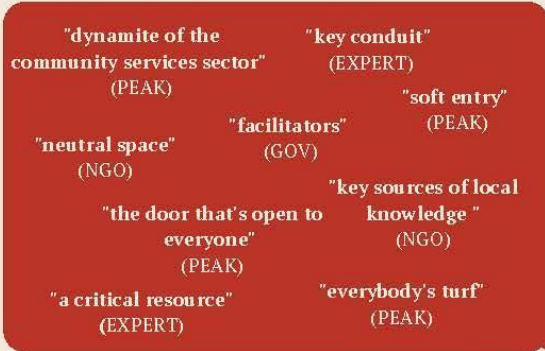 "dynamite of the
community services sector"
(PEAK)
"key conduit"
(EXPERT)
"soft entry"
(PEAK)
"facilitators"
(GOV)
"neutral space"
(NGO)
"key sources of local
knowledge "
(NGO)
"the door that's open to
everyone"
(PEAK)
"everybody's turf"
(PEAK)
"a critical resource"
(EXPERT)